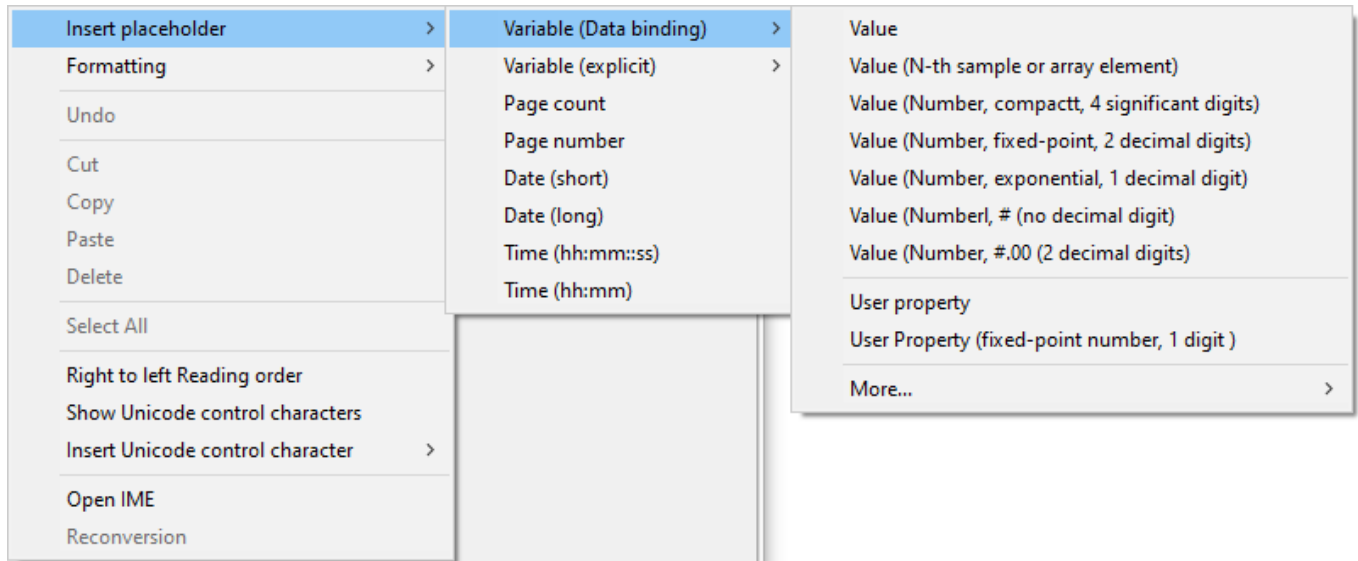 Insert placeholder
Formatting
Undo
Cut
Copy
Paste
Delete
Select All
Right to left Reading order
Show Unicode control characters
Insert Unicode control character
Open IME
Reconversion
Variable (Data binding)
Variable (explicit)
Page count
Page number
Date (short)
Date (long)
Time (hh:mm::ss)
Time (hh:mm)
Value
Value (N-th sample or array element)
Value (Number, compactt, 4 significant digits)
Value (Number, fixed-point, 2 decimal digits)
Value (Number, exponential, 1 decimal digit)
Value (Numberl, # (no decimal digit)
Value (Number, #.00 (2 decimal digits)
User property
User Property (fixed-point number, 1 digit )
More...